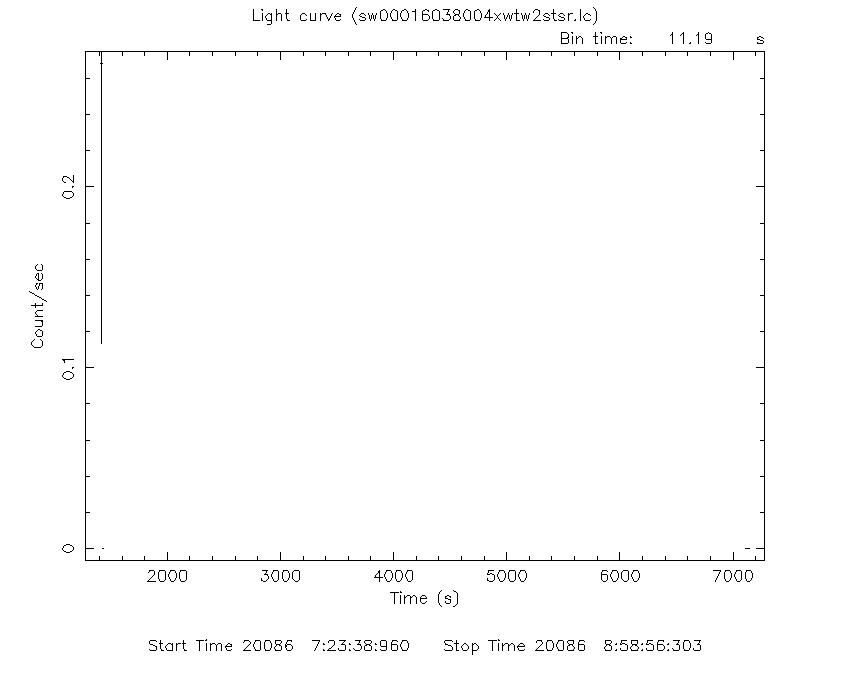 Light curve (sw00016038004xwtw2stsr.lc)
Bin time: 11.19 s
0.2
0.1
0
Count/sec
2000 3000 4000 5000 6000 7000
Time (s)
Start Time 20086 7:23:38:960 Stop Time 20086 8:58:56:303